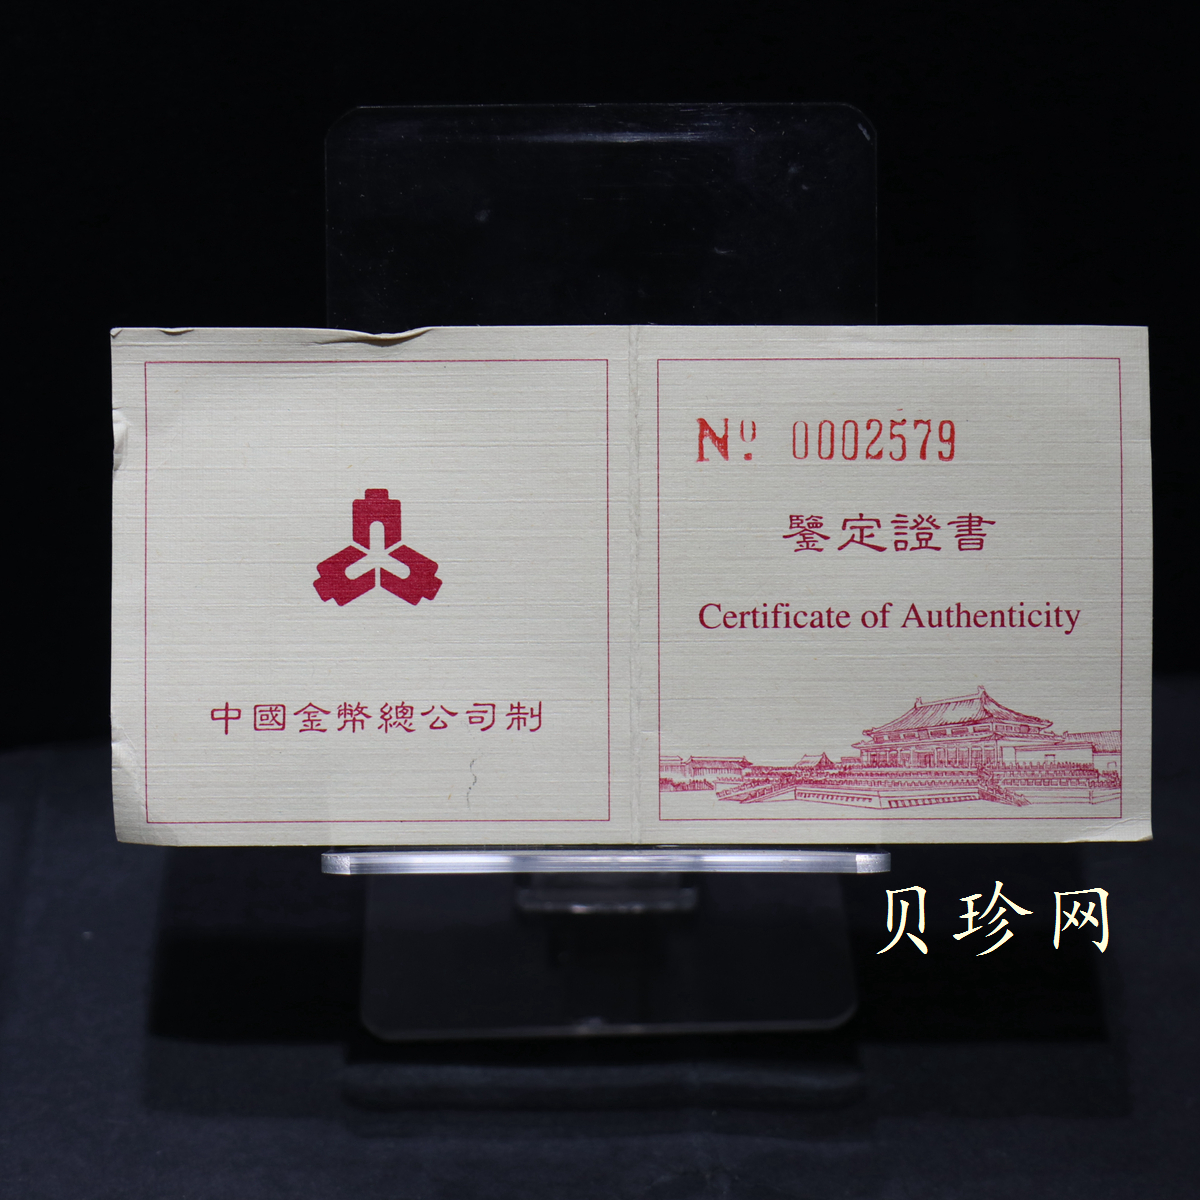 中國金幣總公司制
Nº 0002579
鑒定證書
Certificate of Authenticity
贝珍网